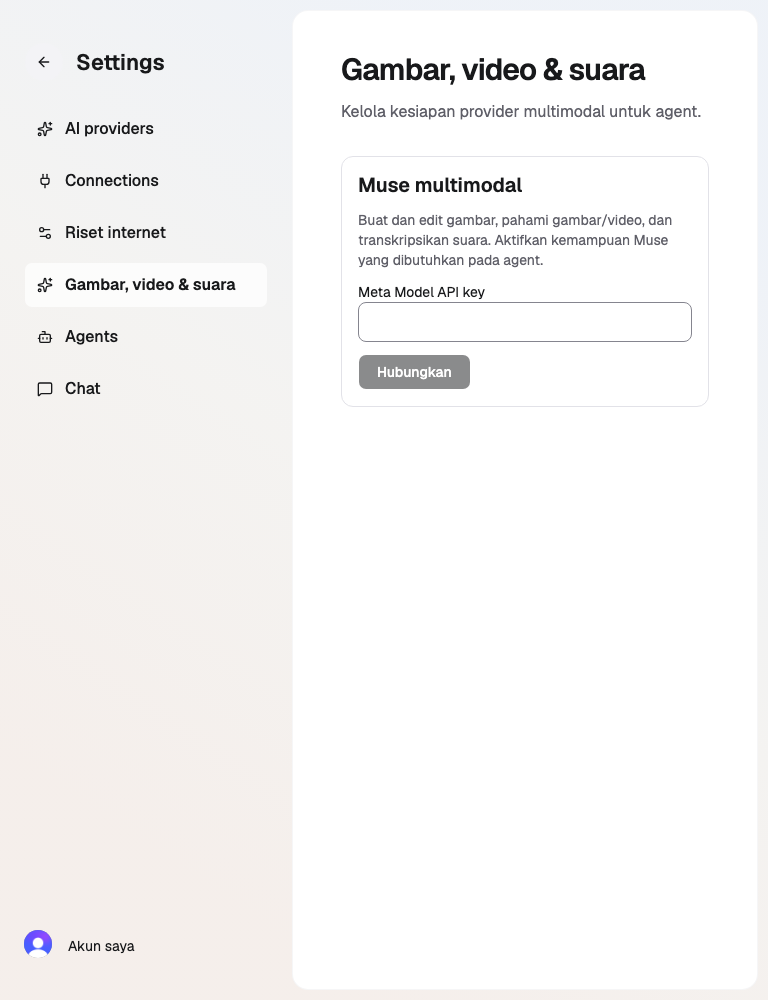 Settings
AI providers
Connections
Riset internet
Gambar, video & suara
Agents
Chat
Akun saya
Gambar, video & suara
Kelola kesiapan provider multimodal untuk agent.
Muse multimodal
Buat dan edit gambar, pahami gambar/video, dan
transkripsikan suara. Aktifkan kemampuan Muse
yang dibutuhkan pada agent.
Meta Model API key
Hubungkan